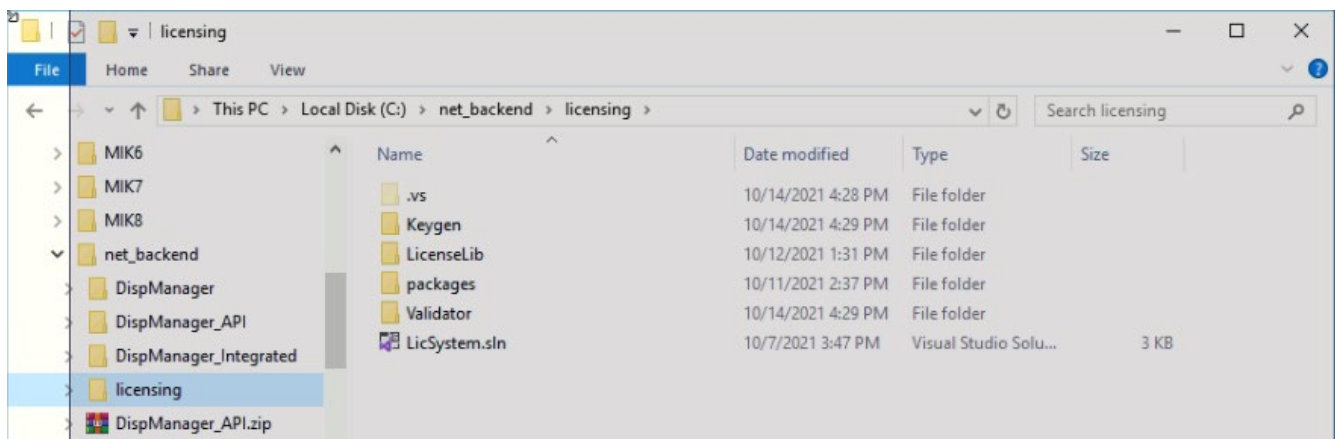 licensing
File Home Share View
This PC > Local Disk (C:) > net_backend > licensing > Search licensing
MIK6 Name Date modified Type Size
MIK7 .vs 10/14/2021 4:28 PM File folder
MIK8 Keygen 10/14/2021 4:29 PM File folder
net_backend LicenseLib 10/12/2021 1:31 PM File folder
DispManager packages 10/11/2021 2:37 PM File folder
DispManager_API Validator 10/14/2021 4:29 PM File folder
DispManager_Integrated LicSystem.sln 10/7/2021 3:47 PM Visual Studio Solu... 3 KB
licensing
DispManager_API.zip